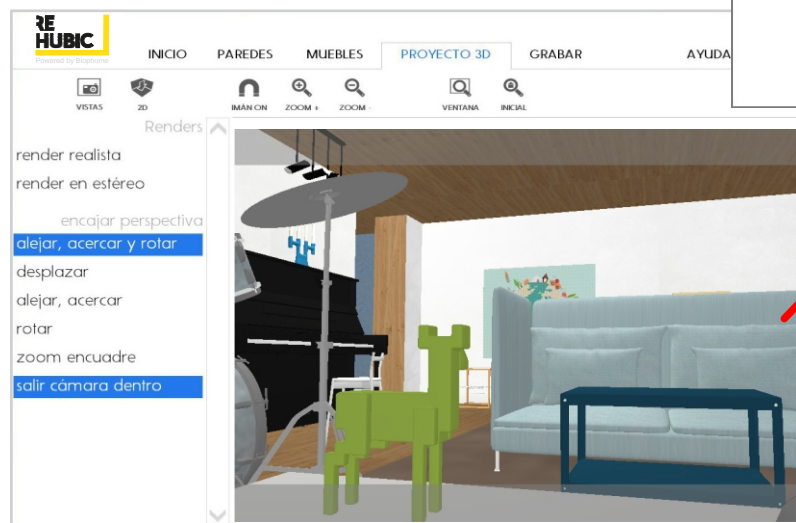 RE
HUBIC
Powered by Biophome
INICIO PAREDES MUEBLES PROYECTO 3D GRABAR AYUDA
VISTAS 2D IMÁN ON ZOOM + ZOOM - VENTANA INICIAL
Renders
render realista
render en estéreo
encajar perspectiva
alejar, acercar y rotar
desplazar
alejar, acercar
rotar
zoom encuadre
salir cámara dentro